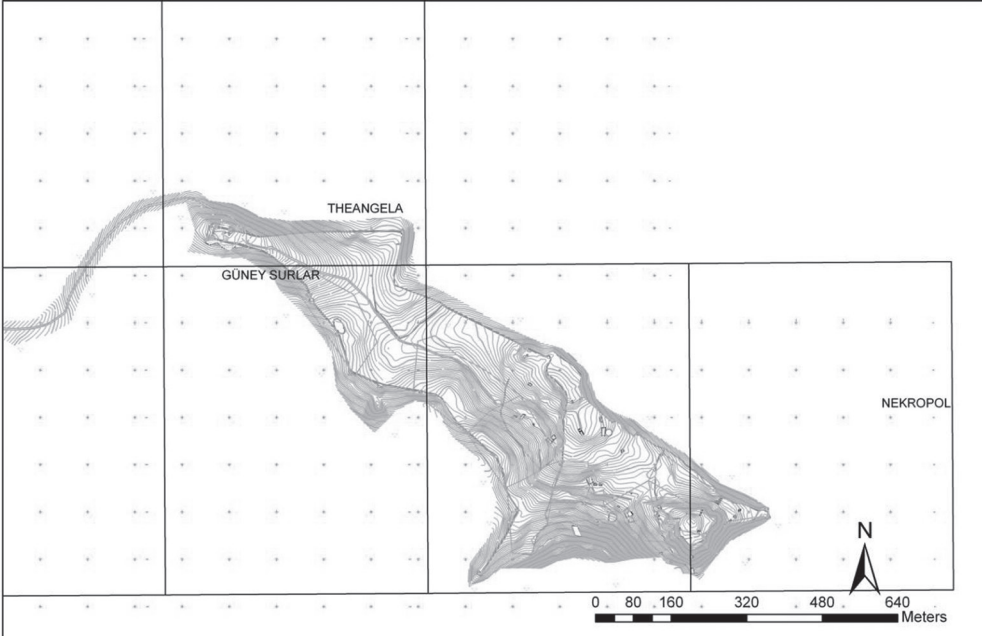 THEANGELA
GÜNEY SURLAR
NEKROPOL
N
0 80 160 320 480 640
Meters